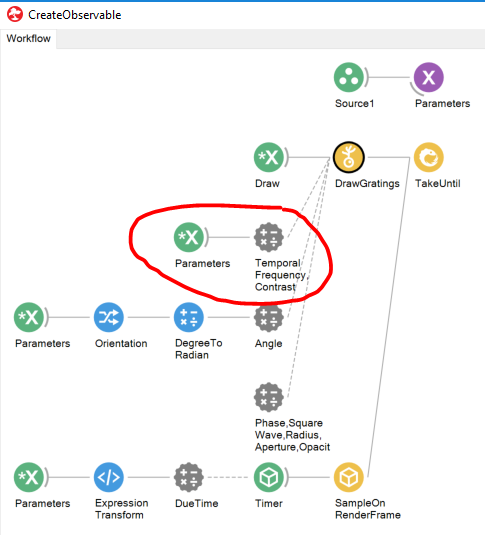 CreateObservable
Workflow
Source1
Parameters
Draw
DrawGratings
TakeUntil
Parameters
Temporal
Frequency,
Contrast
Parameters
Orientation
DegreeTo
Radian
Angle
Phase,Square
Wave,Radius,
Aperture,Opacit
Parameters
Expression
Transform
DueTime
Timer
SampleOn
RenderFrame